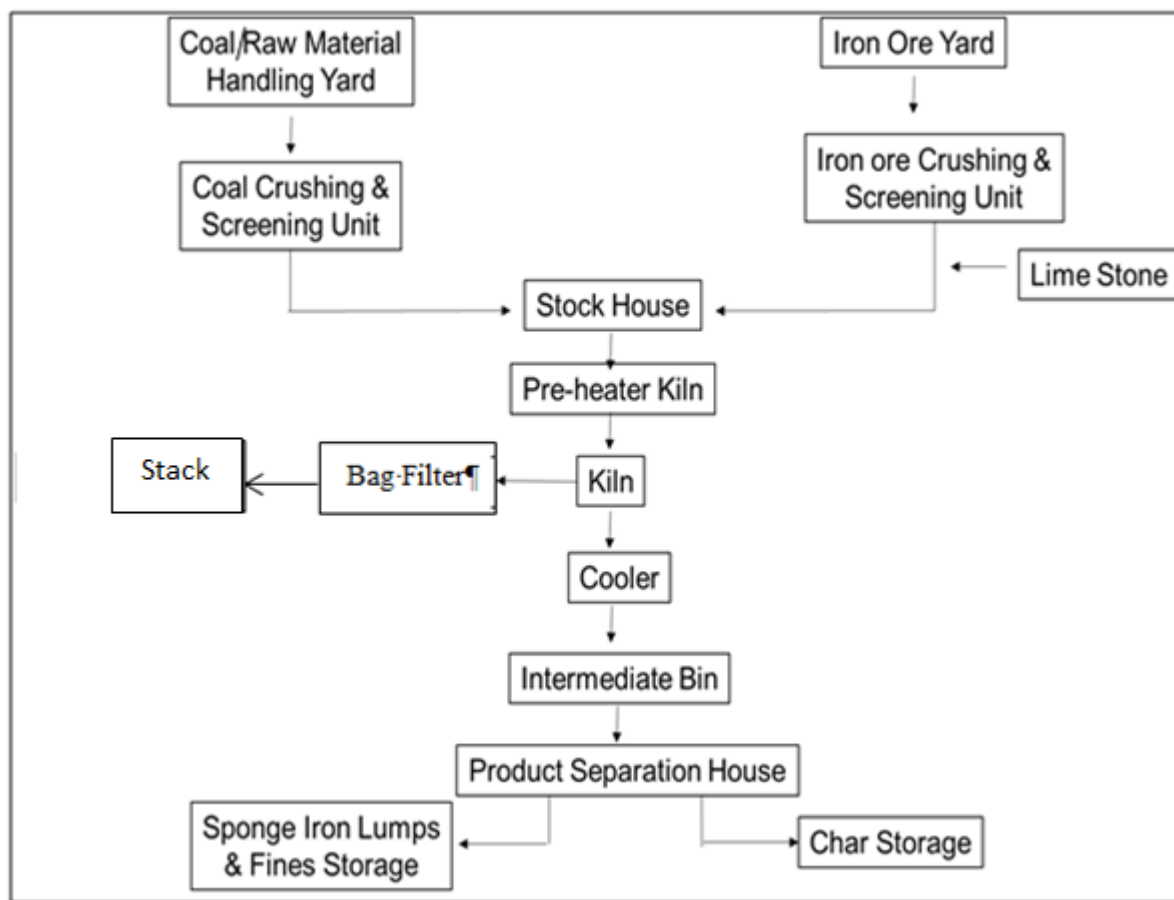 Coal/Raw Material
Handling Yard
Iron Ore Yard
Coal Crushing &
Screening Unit
Iron ore Crushing &
Screening Unit
Lime Stone
Stock House
Pre-heater Kiln
Stack
Bag·Filter¶
Kiln
Cooler
Intermediate Bin
Product Separation House
Sponge Iron Lumps
& Fines Storage
Char Storage